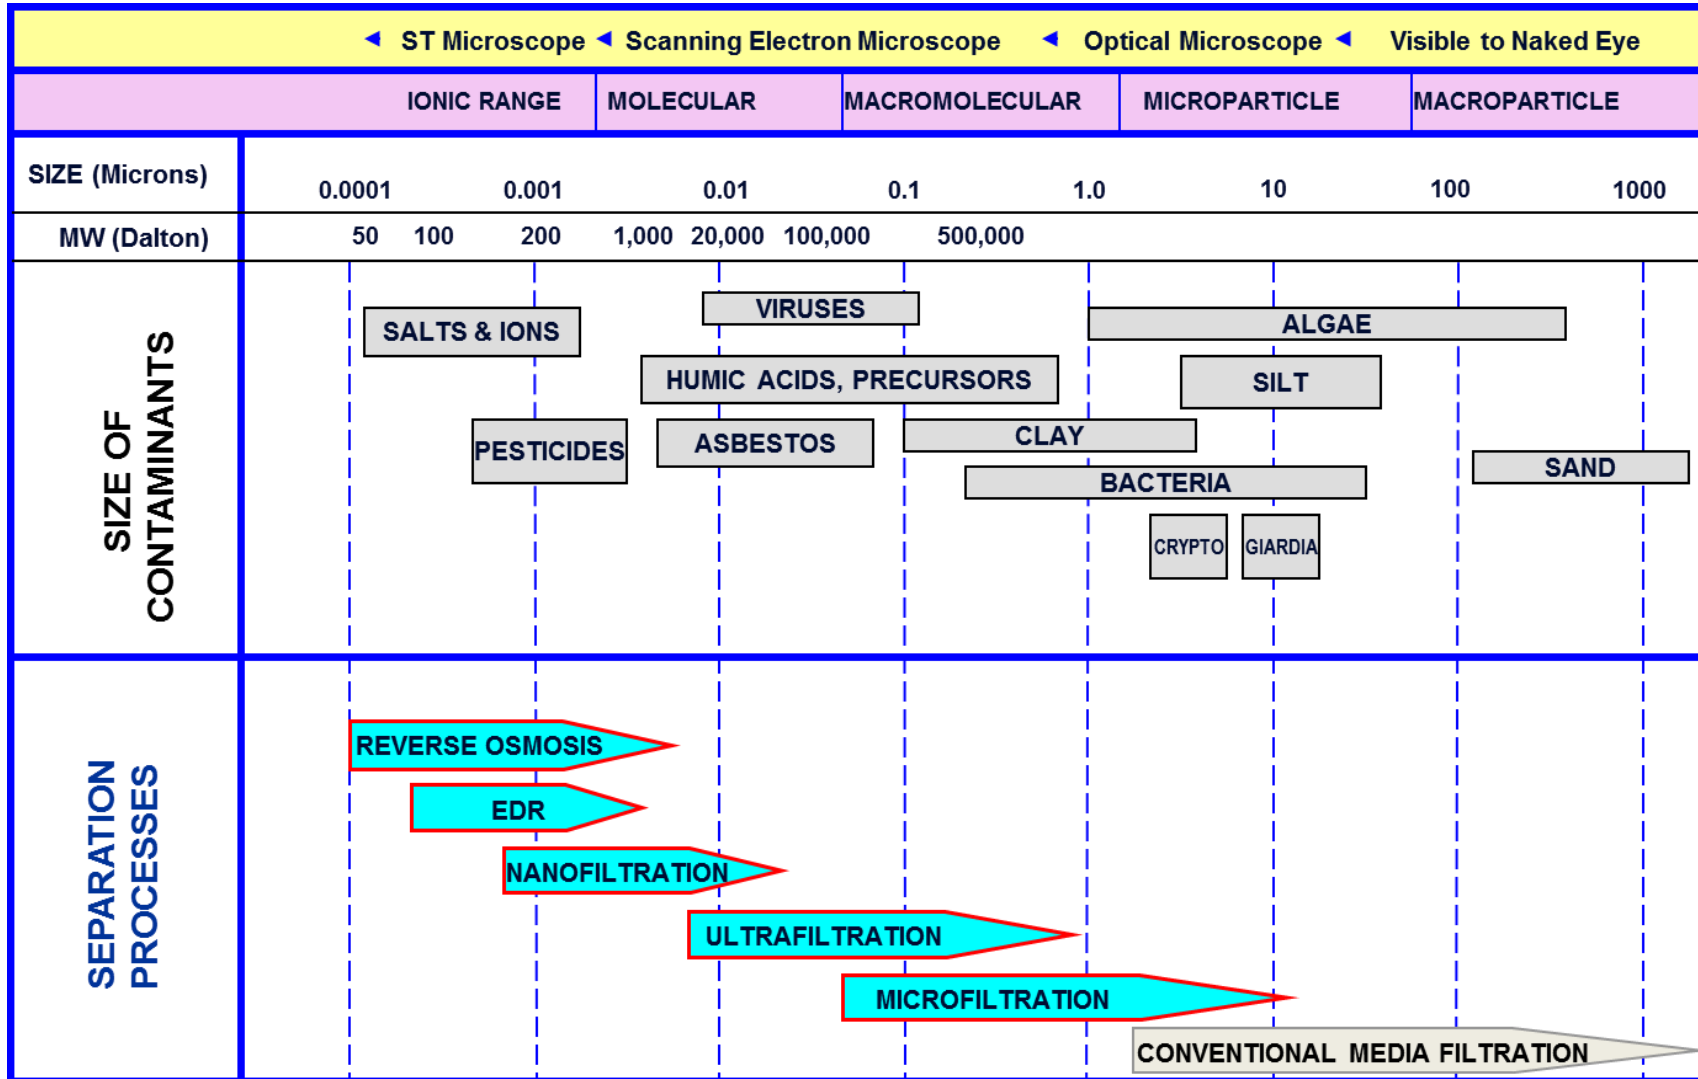 ST Microscope Scanning Electron Microscope Optical Microscope Visible to Naked Eye
IONIC RANGE MOLECULAR MACROMOLECULAR MICROPARTICLE MACROPARTICLE
SIZE (Microns) 0.0001 0.001 0.01 0.1 1.0 10 100 1000
MW (Dalton) 50 100 200 1,000 20,000 100,000 500,000
SIZE OF
CONTAMINANTS
VIRUSES
SALTS & IONS
ALGAE
HUMIC ACIDS, PRECURSORS
SILT
PESTICIDES
ASBESTOS
CLAY
SAND
BACTERIA
CRYPTO
GIARDIA
SEPARATION
PROCESSES
REVERSE OSMOSIS
EDR
NANOFILTRATION
ULTRAFILTRATION
MICROFILTRATION
CONVENTIONAL MEDIA FILTRATION